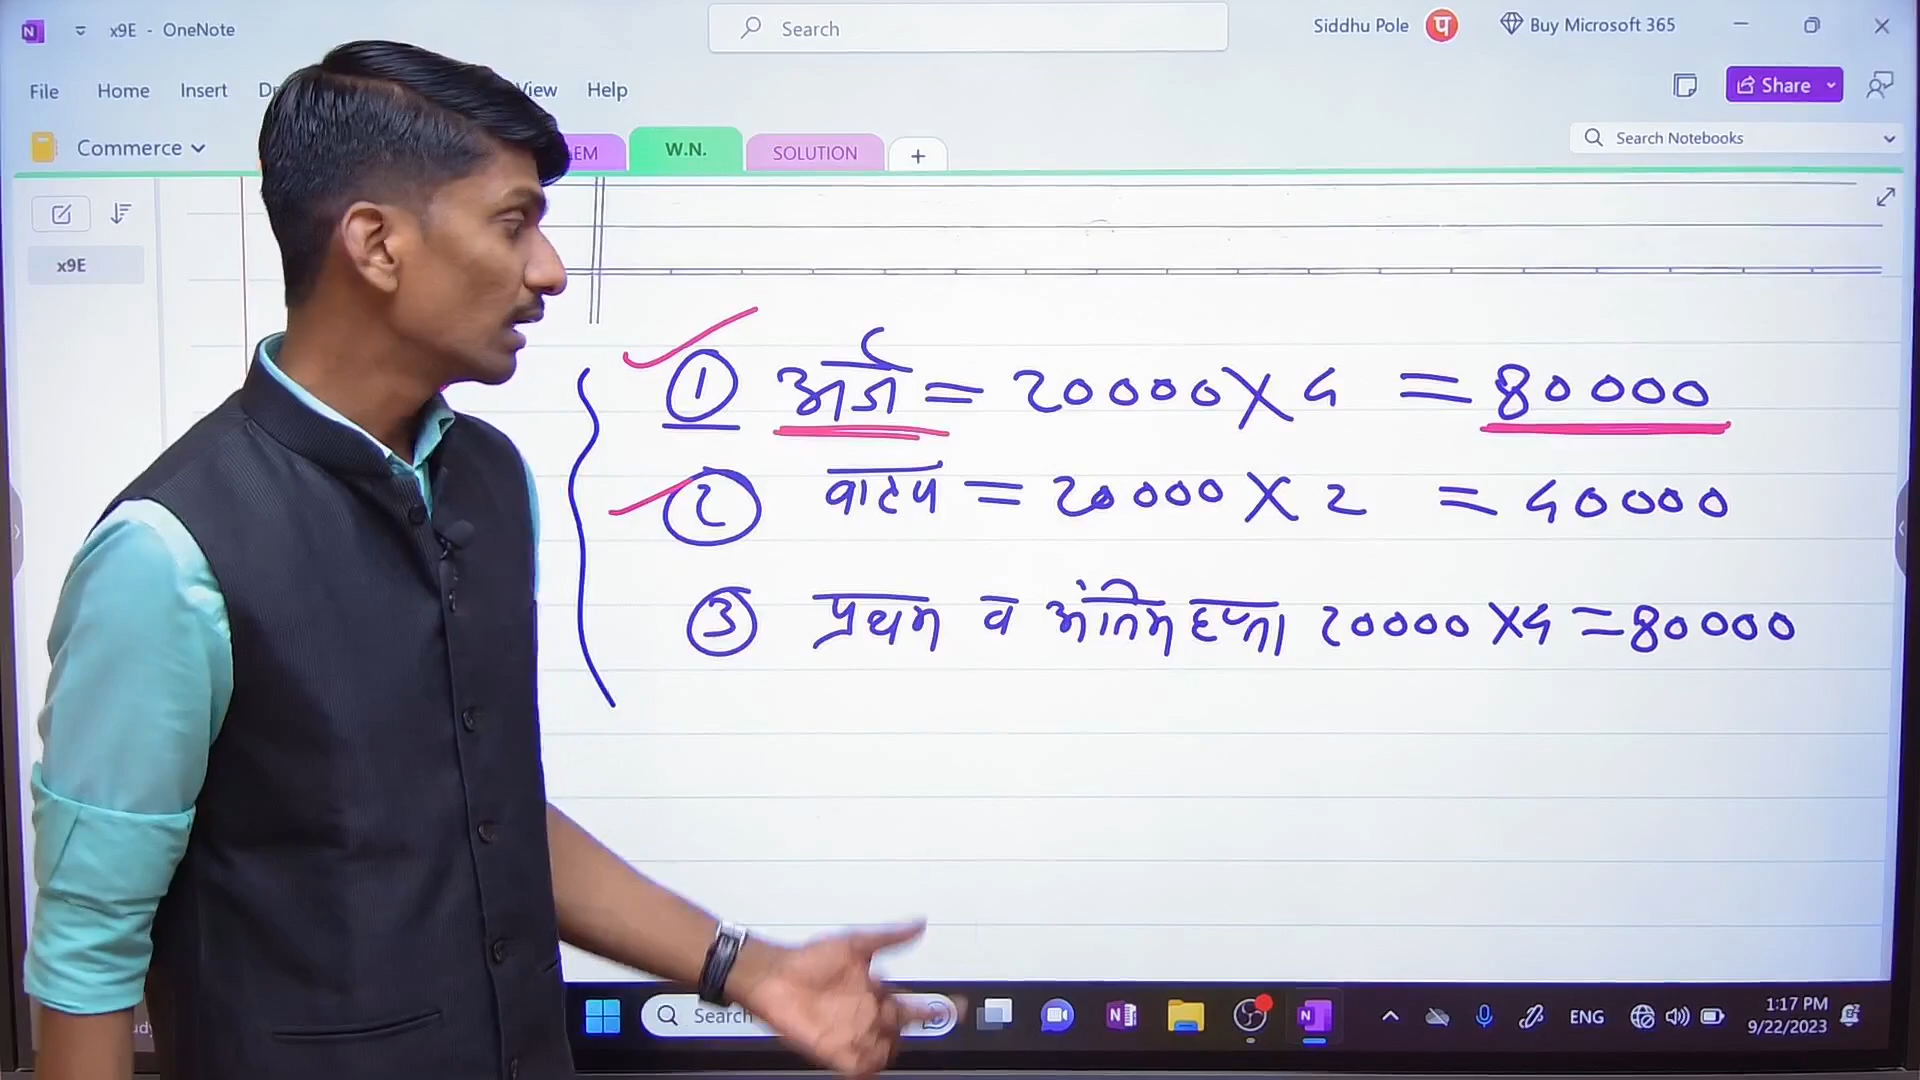 x9E - OneNote
Search
Siddhu Pole
प
Buy Microsoft 365
File Home Insert View Help
Share
Commerce
W.N.
SOLUTION
+
Search Notebooks
x9E
① अर्ज = 20000 X 4 = 80000
② वाटप = 20000 X 2 = 40000
③ प्रथम व अंतिम हप्ता 20000 X 4 = 80000
Search
ENG
1:17 PM
9/22/2023